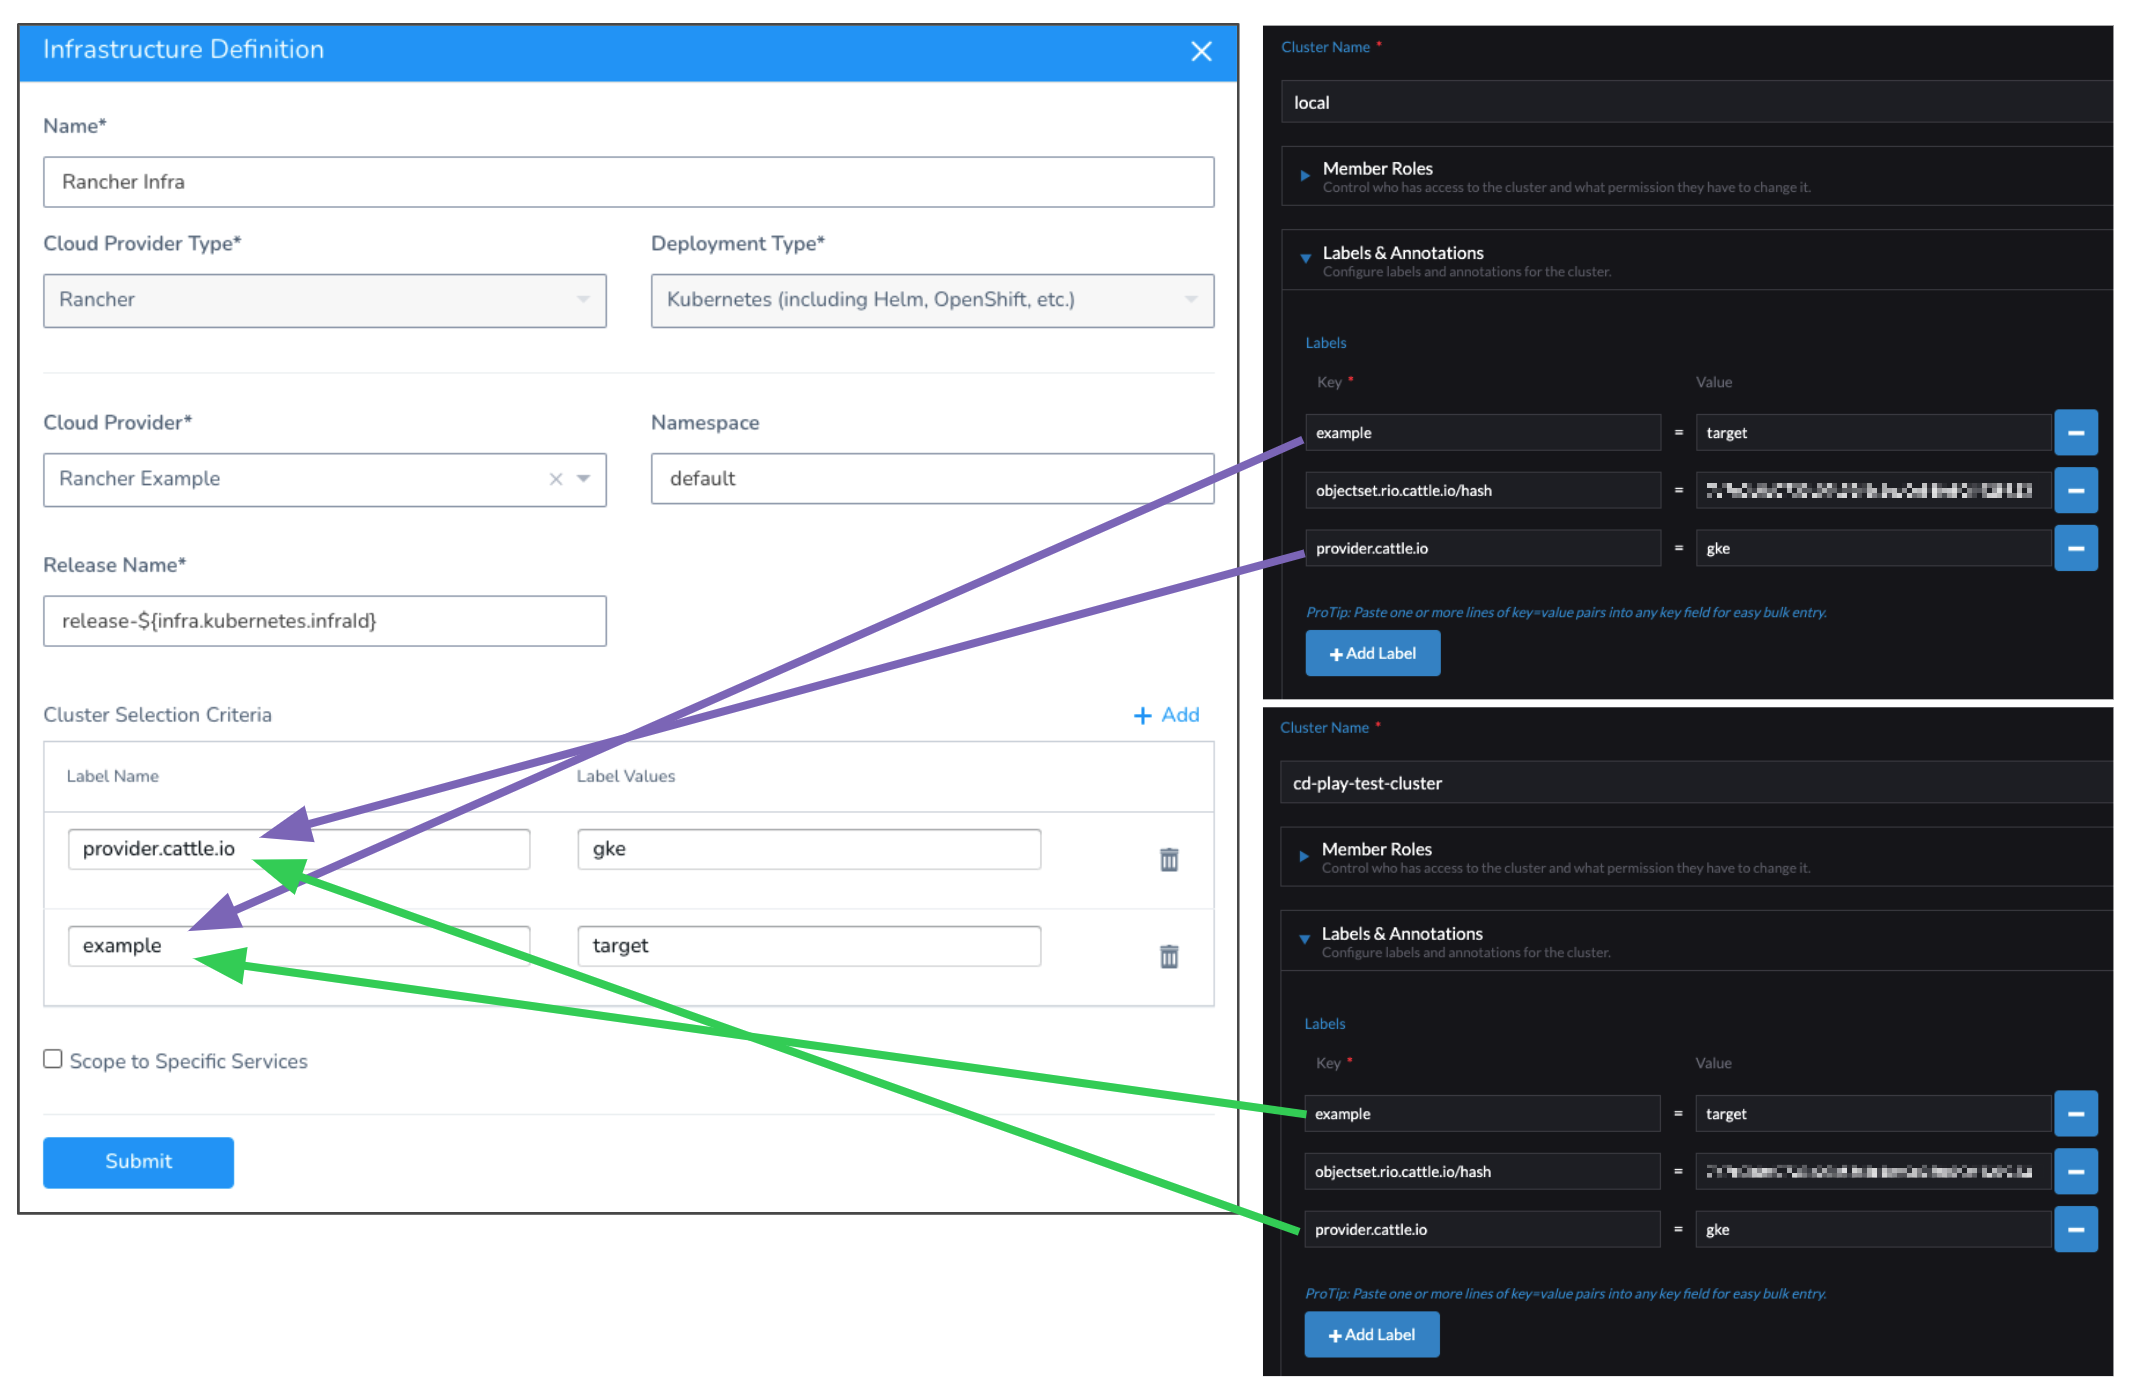 Infrastructure Definition
Name*
Rancher Infra
Cloud Provider Type*
Deployment Type*
Rancher
Kubernetes (including Helm, OpenShift, etc.)
Cloud Provider*
Namespace
Rancher Example
default
Release Name*
release-${infra.kubernetes.infraId}
Cluster Selection Criteria
+ Add
Label Name
Label Values
provider.cattle.io
gke
example
target
Scope to Specific Services
Submit
Cluster Name *
local
Member Roles
Control who has access to the cluster and what permission they have to change it.
Labels & Annotations
Configure labels and annotations for the cluster.
Labels
Key *
Value
example = target
objectset.rio.cattle.io/hash =
provider.cattle.io = gke
ProTip: Paste one or more lines of key=value pairs into any key field for easy bulk entry.
+ Add Label
Cluster Name *
cd-play-test-cluster
Member Roles
Control who has access to the cluster and what permission they have to change it.
Labels & Annotations
Configure labels and annotations for the cluster.
Labels
Key *
Value
example = target
objectset.rio.cattle.io/hash =
provider.cattle.io = gke
ProTip: Paste one or more lines of key=value pairs into any key field for easy bulk entry.
+ Add Label